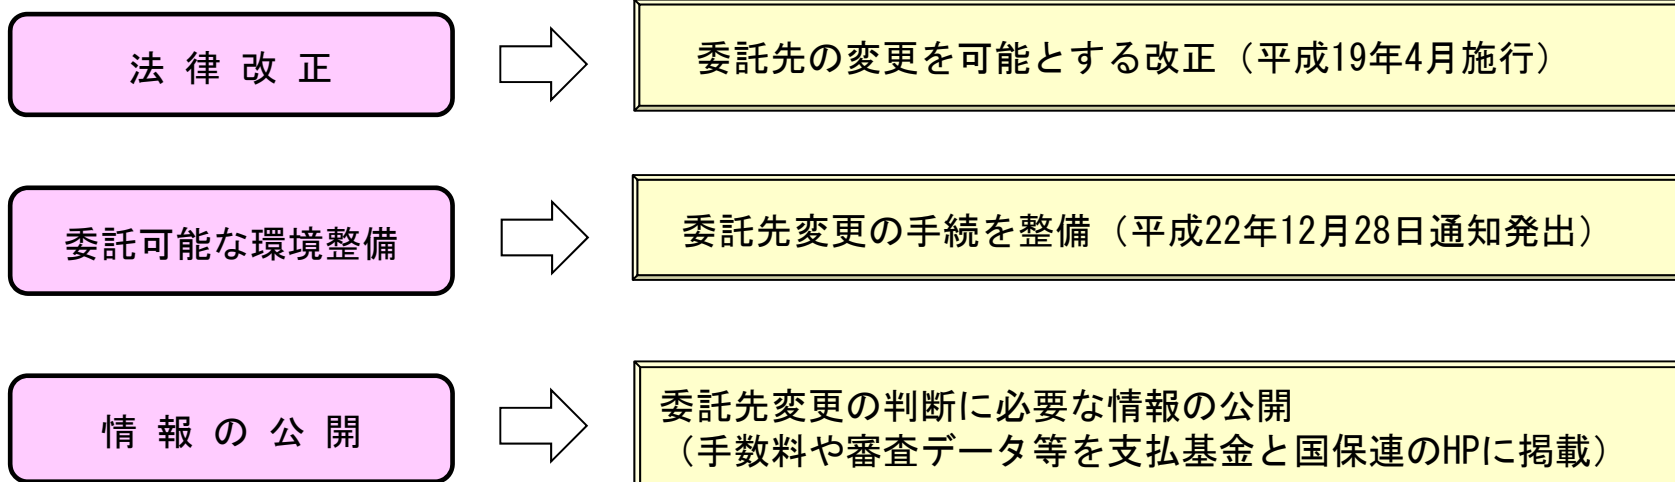 法律改正
委託先の変更を可能とする改正（平成19年4月施行）
委託可能な環境整備
委託先変更の手続を整備（平成22年12月28日通知発出）
情報の公開
委託先変更の判断に必要な情報の公開
（手数料や審査データ等を支払基金と国保連のHPに掲載）